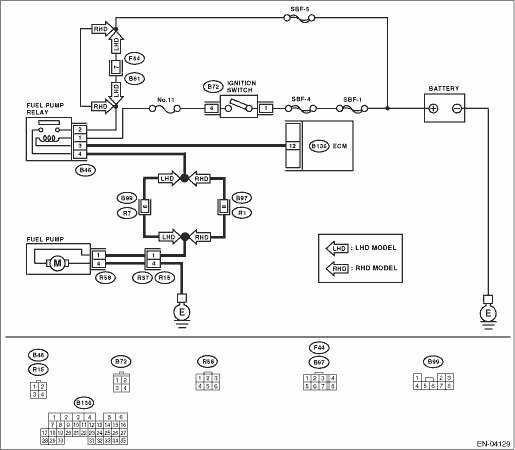 SBF-5
RHD
LHD
F44
7
B61
LHD
RHD
No.11
B72
IGNITION
SWITCH
4
1
SBF-4
SBF-1
BATTERY
FUEL PUMP
RELAY
2
1
3
4
B46
12
B136
ECM
LHD
RHD
B99
R7
B97
R1
8
LHD
RHD
FUEL PUMP
M
1
4
R58
1
4
R57
R15
E
E
LHD : LHD MODEL
RHD : RHD MODEL
B46
R15
1 2
3 4
B72
1 2
3 4
R58
1 2 3
4 5 6
F44
B97
1 2 3 4
5 6 7 8
B99
1 2 3
4 5 6 7 8
B136
1 2 3 4 5 6
7 8 9 10 11 12 13 14 15 16
17 18 19 20 21 22 23 24 25 26 27
28 29 30 31 32 33 34 35
EN-04129